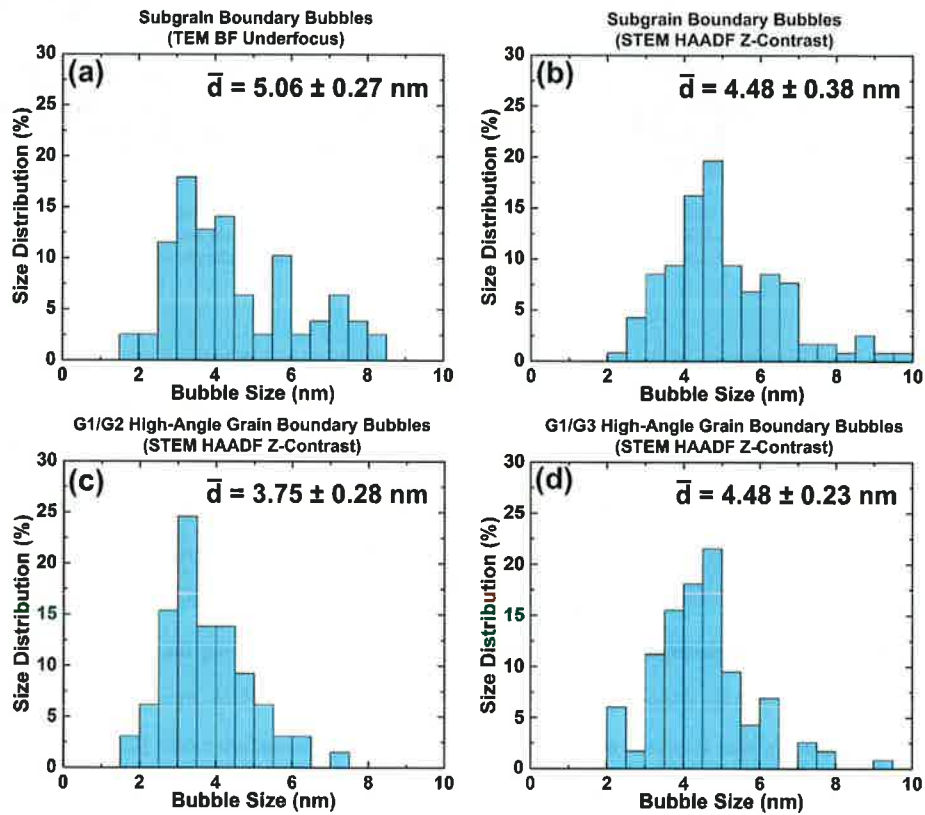 Subgrain Boundary Bubbles
(TEM BF Underfocus)
(a)
d̅ = 5.06 ± 0.27 nm
Size Distribution (%)
30
25
20
15
10
5
0
0 2 4 6 8 10
Bubble Size (nm)
Subgrain Boundary Bubbles
(STEM HAADF Z-Contrast)
(b)
d̅ = 4.48 ± 0.38 nm
Size Distribution (%)
30
25
20
15
10
5
0
0 2 4 6 8 10
Bubble Size (nm)
G1/G2 High-Angle Grain Boundary Bubbles
(STEM HAADF Z-Contrast)
(c)
d̅ = 3.75 ± 0.28 nm
Size Distribution (%)
30
25
20
15
10
5
0
0 2 4 6 8 10
Bubble Size (nm)
G1/G3 High-Angle Grain Boundary Bubbles
(STEM HAADF Z-Contrast)
(d)
d̅ = 4.48 ± 0.23 nm
Size Distribution (%)
30
25
20
15
10
5
0
0 2 4 6 8 10
Bubble Size (nm)